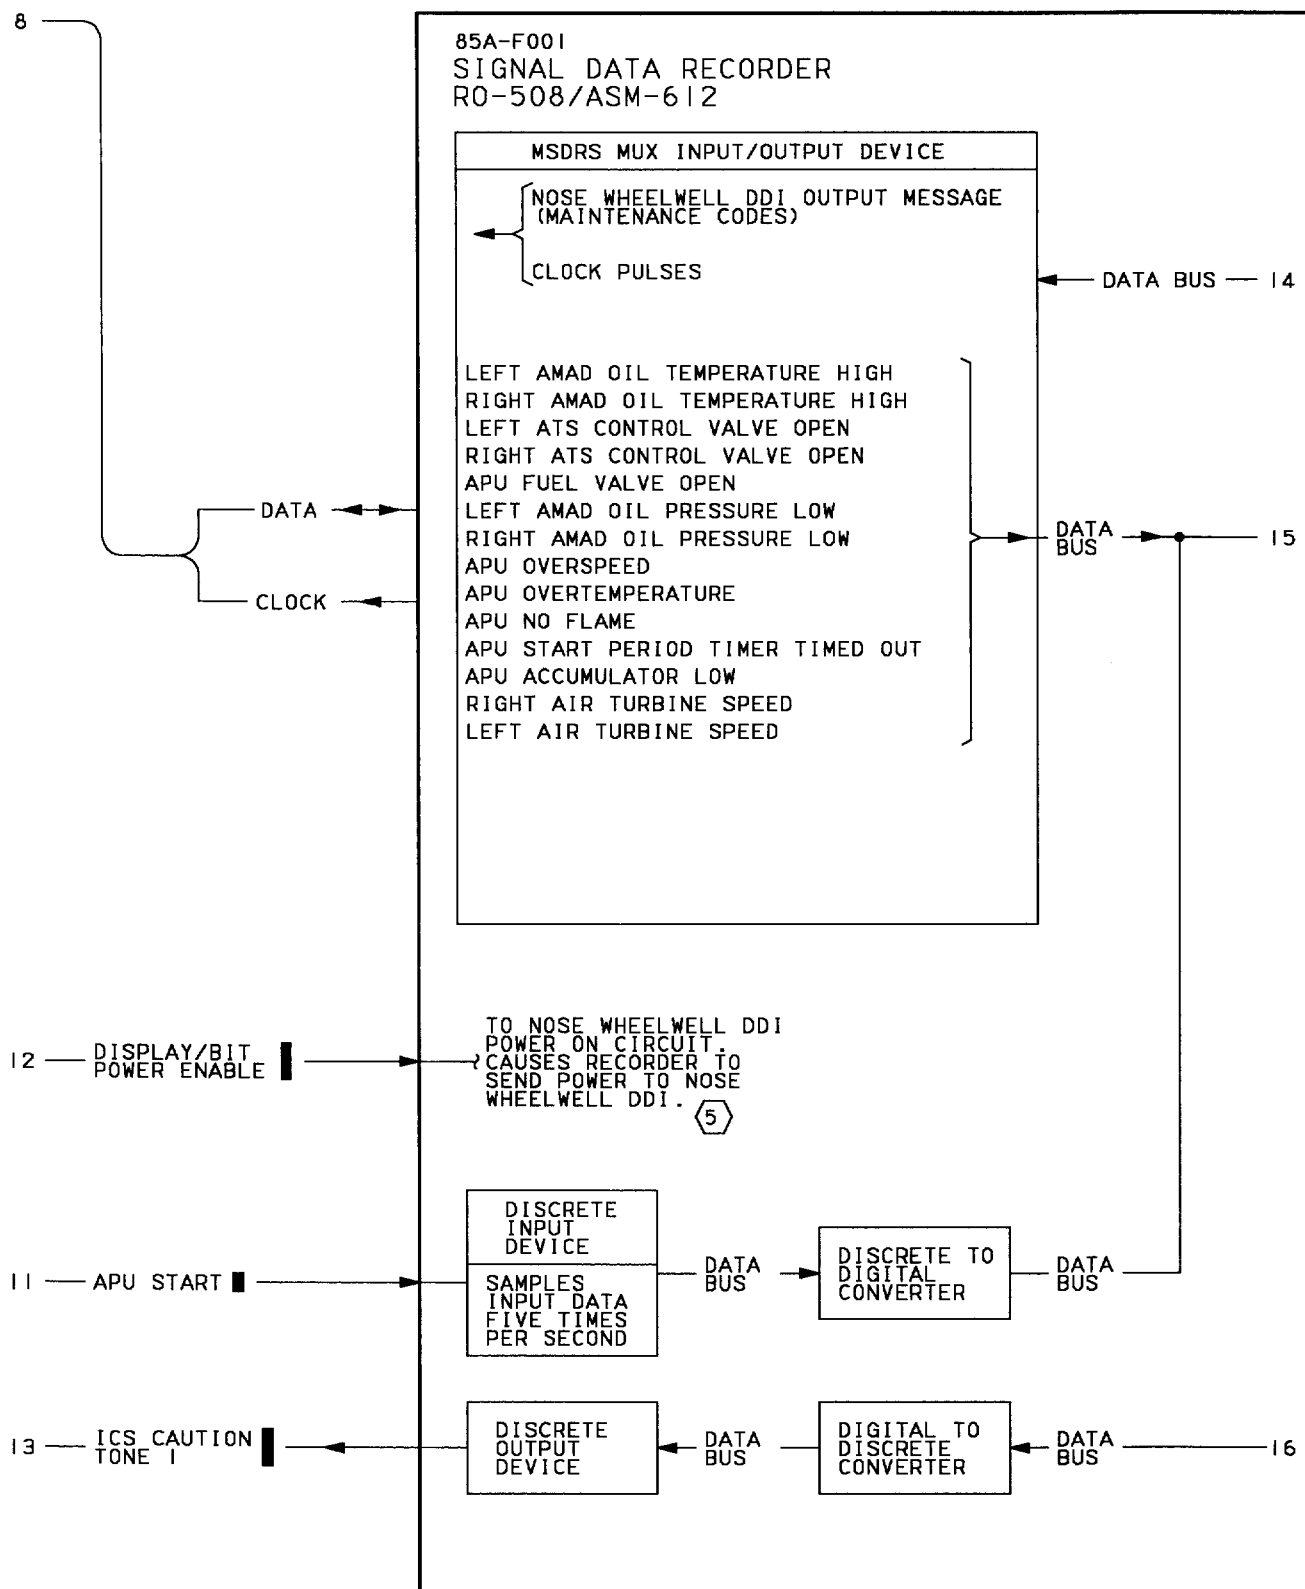 8
85A-F001
SIGNAL DATA RECORDER
RO-508/ASM-612
MSDRS MUX INPUT/OUTPUT DEVICE
NOSE WHEELWELL DDI OUTPUT MESSAGE
(MAINTENANCE CODES)
CLOCK PULSES
DATA BUS
14
LEFT AMAD OIL TEMPERATURE HIGH
RIGHT AMAD OIL TEMPERATURE HIGH
LEFT ATS CONTROL VALVE OPEN
RIGHT ATS CONTROL VALVE OPEN
APU FUEL VALVE OPEN
LEFT AMAD OIL PRESSURE LOW
RIGHT AMAD OIL PRESSURE LOW
APU OVERSPEED
APU OVERTEMPERATURE
APU NO FLAME
APU START PERIOD TIMER TIMED OUT
APU ACCUMULATOR LOW
RIGHT AIR TURBINE SPEED
LEFT AIR TURBINE SPEED
DATA
CLOCK
DATA
BUS
15
12
DISPLAY/BIT
POWER ENABLE
TO NOSE WHEELWELL DDI
POWER ON CIRCUIT.
CAUSES RECORDER TO
SEND POWER TO NOSE
WHEELWELL DDI.
5
11
APU START
DISCRETE
INPUT
DEVICE
SAMPLES
INPUT DATA
FIVE TIMES
PER SECOND
DATA
BUS
DISCRETE TO
DIGITAL
CONVERTER
DATA
BUS
13
ICS CAUTION
TONE 1
DISCRETE
OUTPUT
DEVICE
DATA
BUS
DIGITAL TO
DISCRETE
CONVERTER
DATA
BUS
16